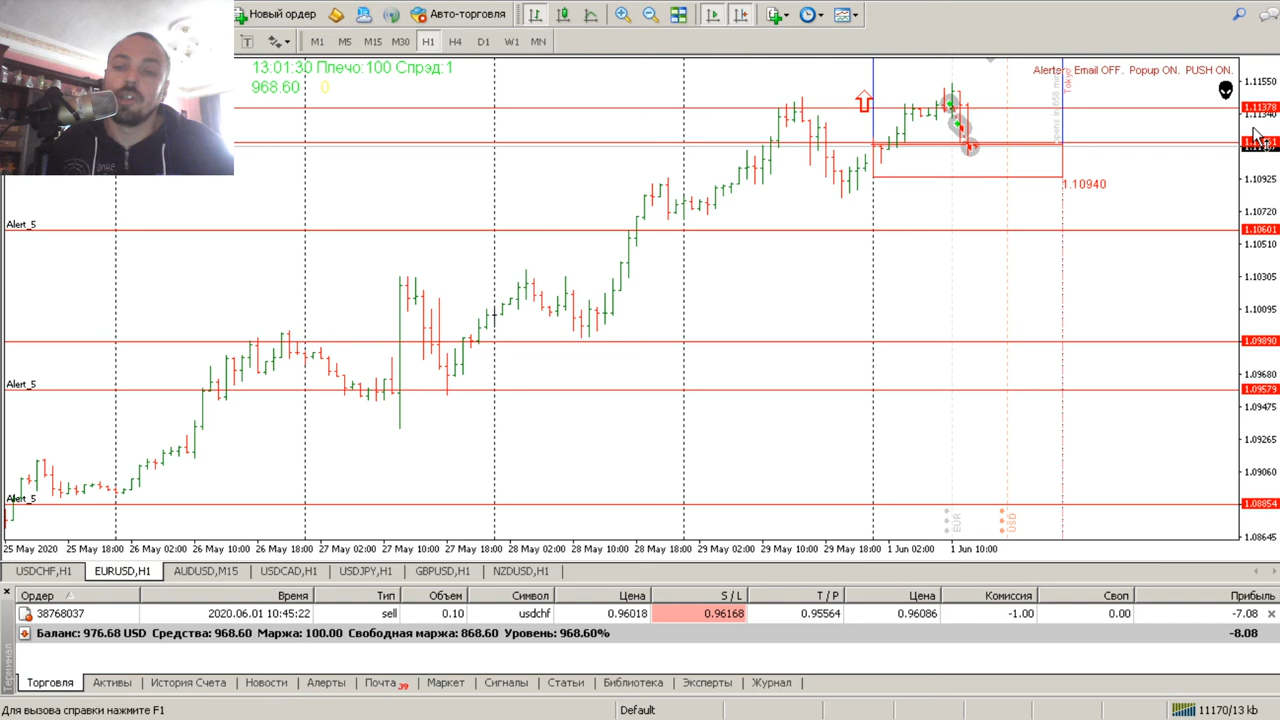 Новый ордер Авто-торговля
M1 M5 M15 M30 H1 H4 D1 W1 MN
13:01:30 Плечо:100 Спрэд:1
968.60 0
Alerte Email OFF. Popup ON. PUSH ON.
Tokyo
1.11550
1.11378
1.11340
1.10940
1.10925
1.10720
Alert_5
1.10601
1.10510
1.10305
1.10095
1.09890
1.09680
Alert_5
1.09579
1.09475
1.09265
1.09060
Alert_5
1.08854
1.08645
EUR
USD
25 May 2020 25 May 18:00 26 May 02:00 26 May 10:00 26 May 18:00 27 May 02:00 27 May 10:00 27 May 18:00 28 May 02:00 28 May 10:00 28 May 18:00 29 May 02:00 29 May 10:00 29 May 18:00 1 Jun 02:00 1 Jun 10:00
USDCHF,H1 EURUSD,H1 AUDUSD,M15 USDCAD,H1 USDJPY,H1 GBPUSD,H1 NZDUSD,H1
Ордер Время Тип Объем Символ Цена S / L T / P Цена Комиссия Своп Прибыль
38768037 2020.06.01 10:45:22 sell 0.10 usdchf 0.96018 0.96168 0.95564 0.96086 -1.00 0.00 -7.08
Баланс: 976.68 USD Средства: 968.60 Маржа: 100.00 Свободная маржа: 868.60 Уровень: 968.60% -8.08
Терминал
Торговля Активы История Счета Новости Алерты Почта 39 Маркет Сигналы Статьи Библиотека Эксперты Журнал
Для вызова справки нажмите F1 Default 11170/13 kb